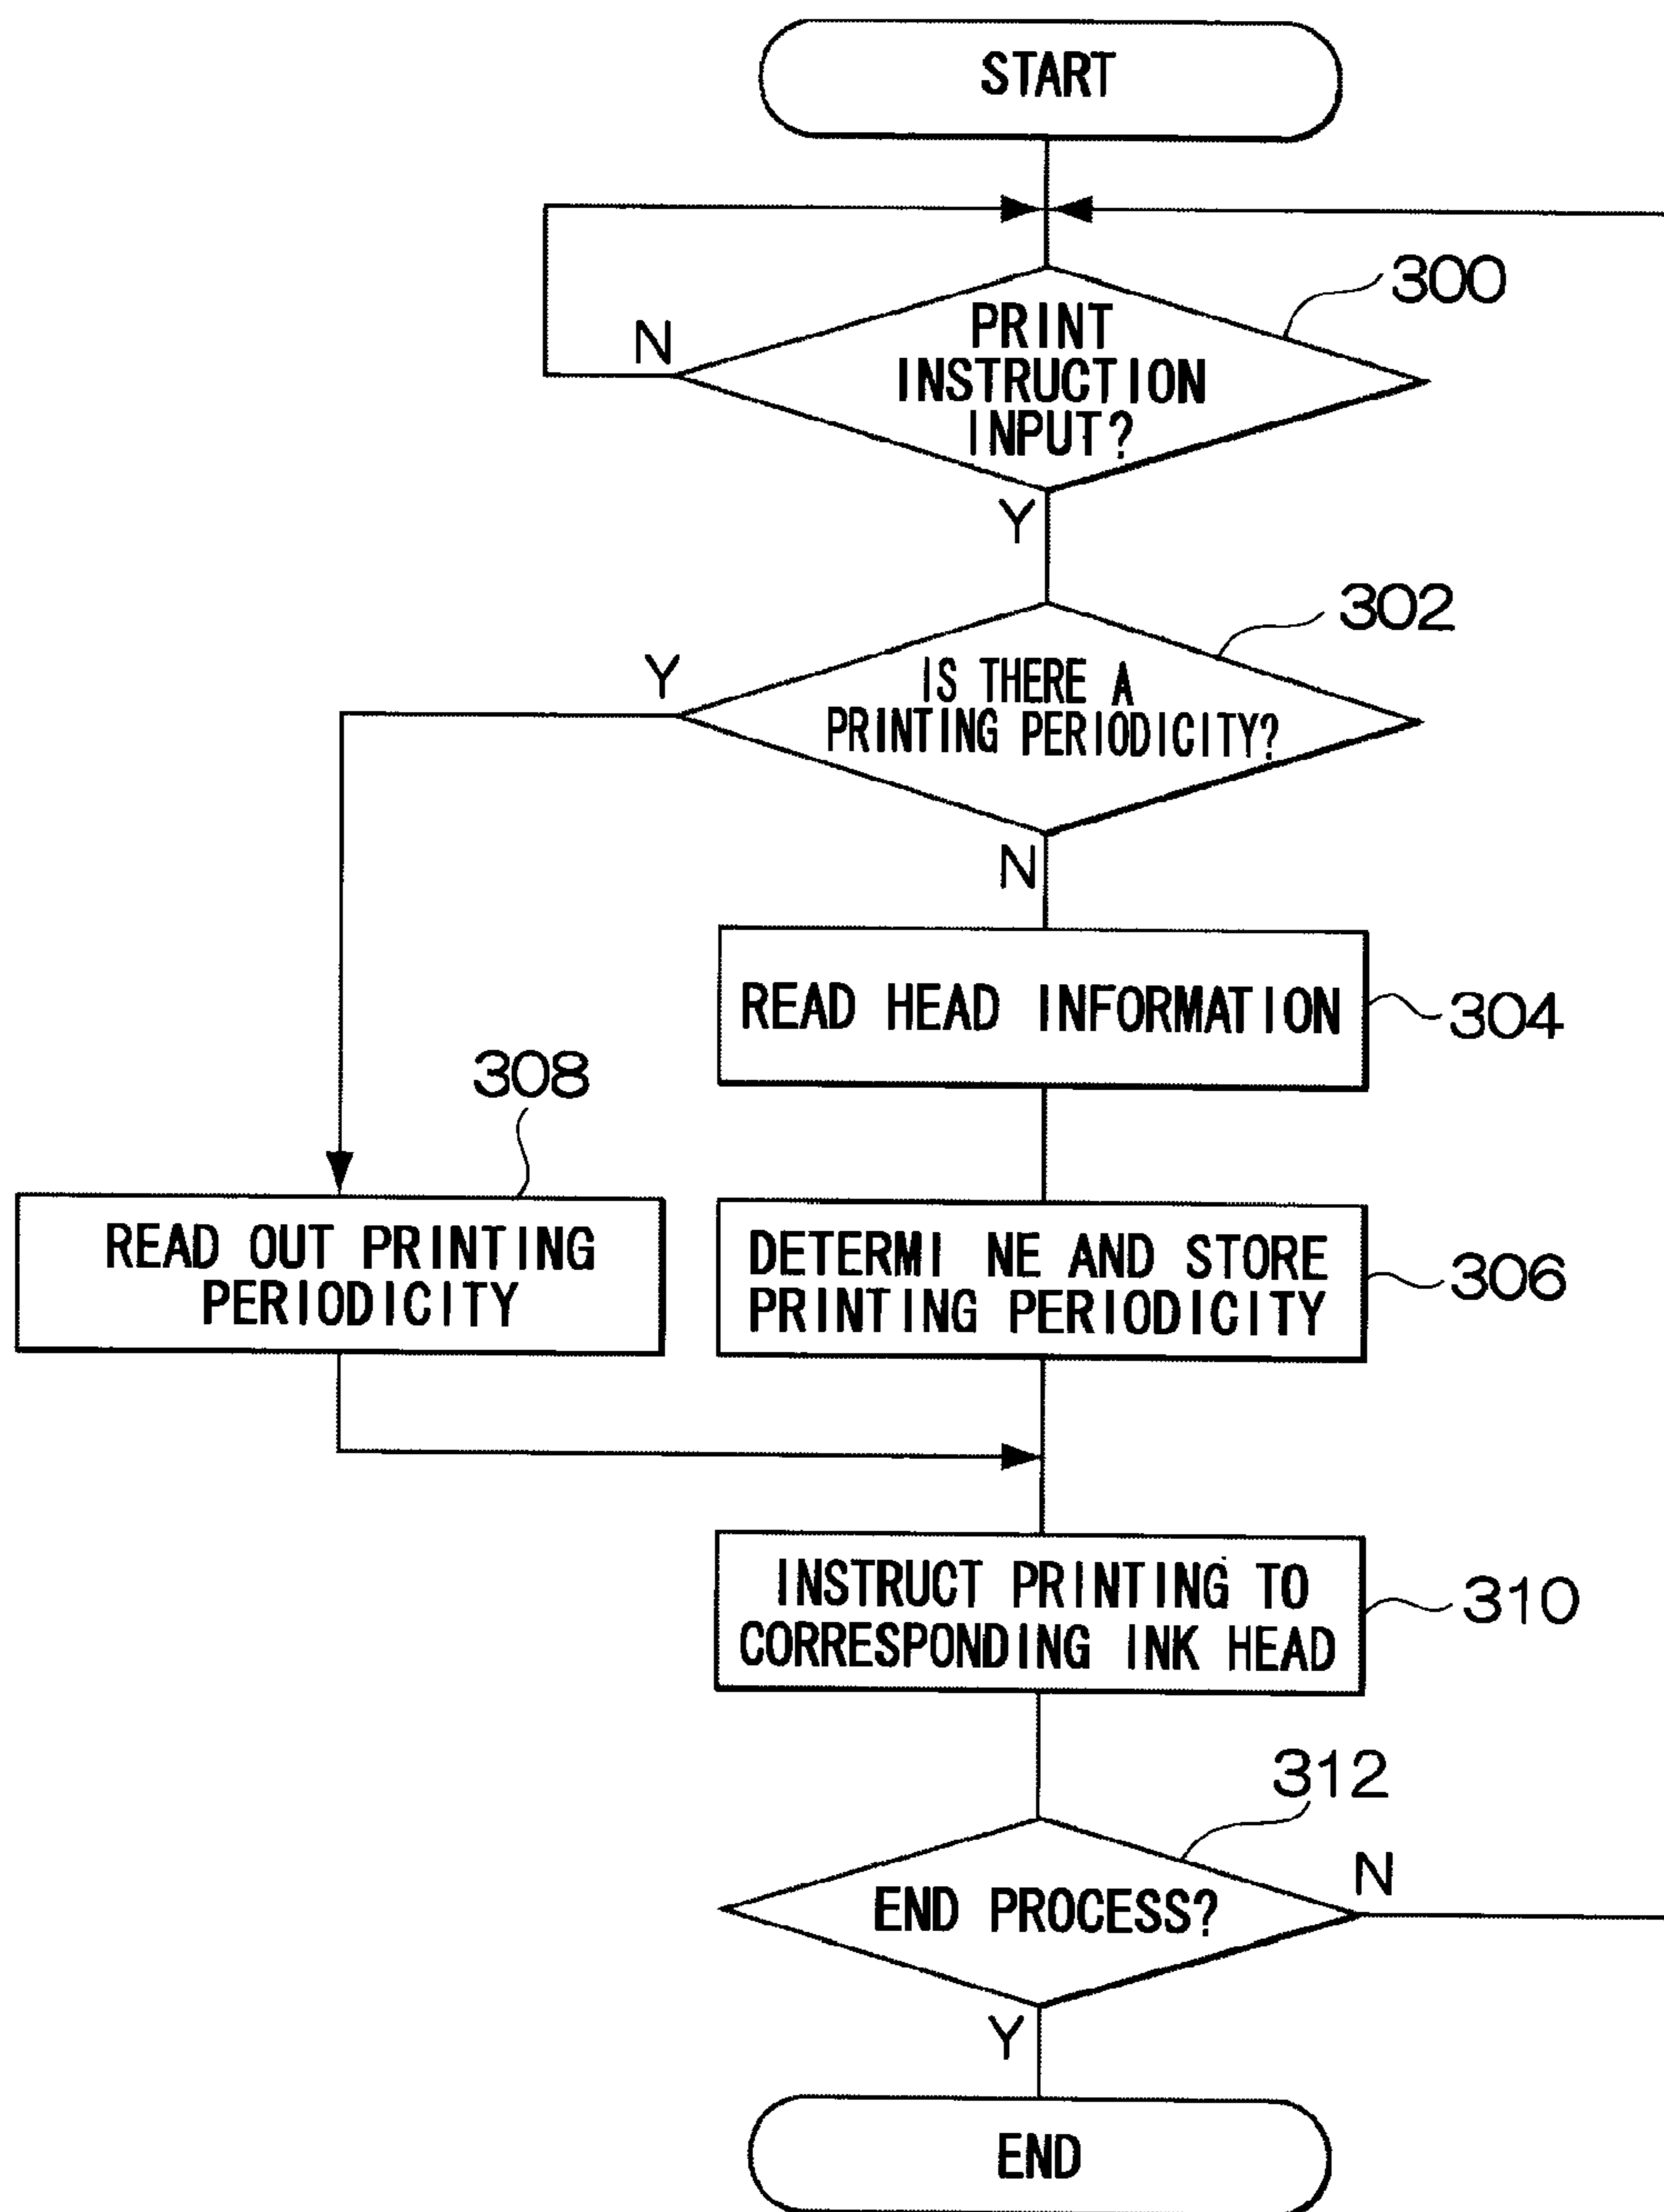 START
300
N
PRINT
INSTRUCTION
INPUT?
Y
302
Y
IS THERE A
PRINTING PERIODICITY?
N
READ HEAD INFORMATION
304
308
READ OUT PRINTING
PERIODICITY
DETERMI NE AND STORE
PRINTING PERIODICITY
306
INSTRUCT PRINTING TO
CORRESPONDING INK HEAD
310
312
END PROCESS?
N
Y
END